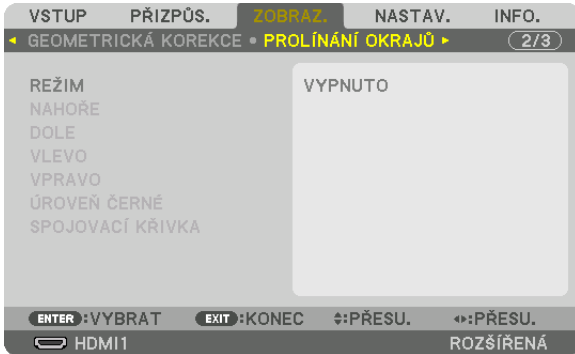 VSTUP PŘIZPŮS. ZOBRAZ. NASTAV. INFO.
GEOMETRICKÁ KOREKCE • PROLÍNÁNÍ OKRAJŮ 2/3
REŽIM VYPNUTO
NAHOŘE
DOLE
VLEVO
VPRAVO
ÚROVEŇ ČERNÉ
SPOJOVACÍ KŘIVKA
ENTER :VYBRAT EXIT :KONEC :PŘESU. :PŘESU.
HDMI1 ROZŠÍŘENÁ